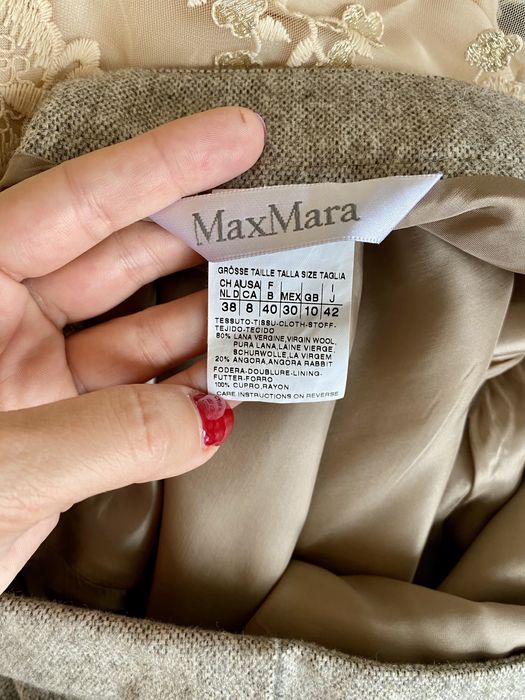 MaxMara
GRÖSSE TAILLE TALLA SIZE TAGLIA
CH A USA F I
NL D CA B MEX GB J
38 8 40 30 10 42
TESSUTO-TISSU-CLOTH-STOFF-
TEJIDO-TECIDO
80% LANA VERGINE,VIRGIN WOOL,
PURA LANA,LAINE VIERGE,
SCHURWOLLE,LA VIRGEM
20% ANGORA,ANGORA RABBIT
FODERA-DOUBLURE-LINING-
FUTTER-FORRO
100% CUPRO,RAYON
CARE INSTRUCTIONS ON REVERSE